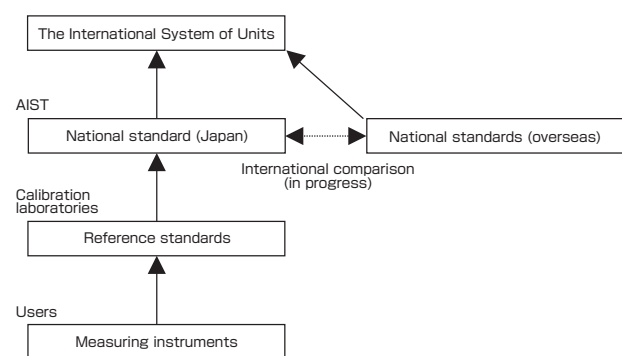 The International System of Units
AIST
National standard (Japan)
National standards (overseas)
International comparison
(in progress)
Calibration
laboratories
Reference standards
Users
Measuring instruments